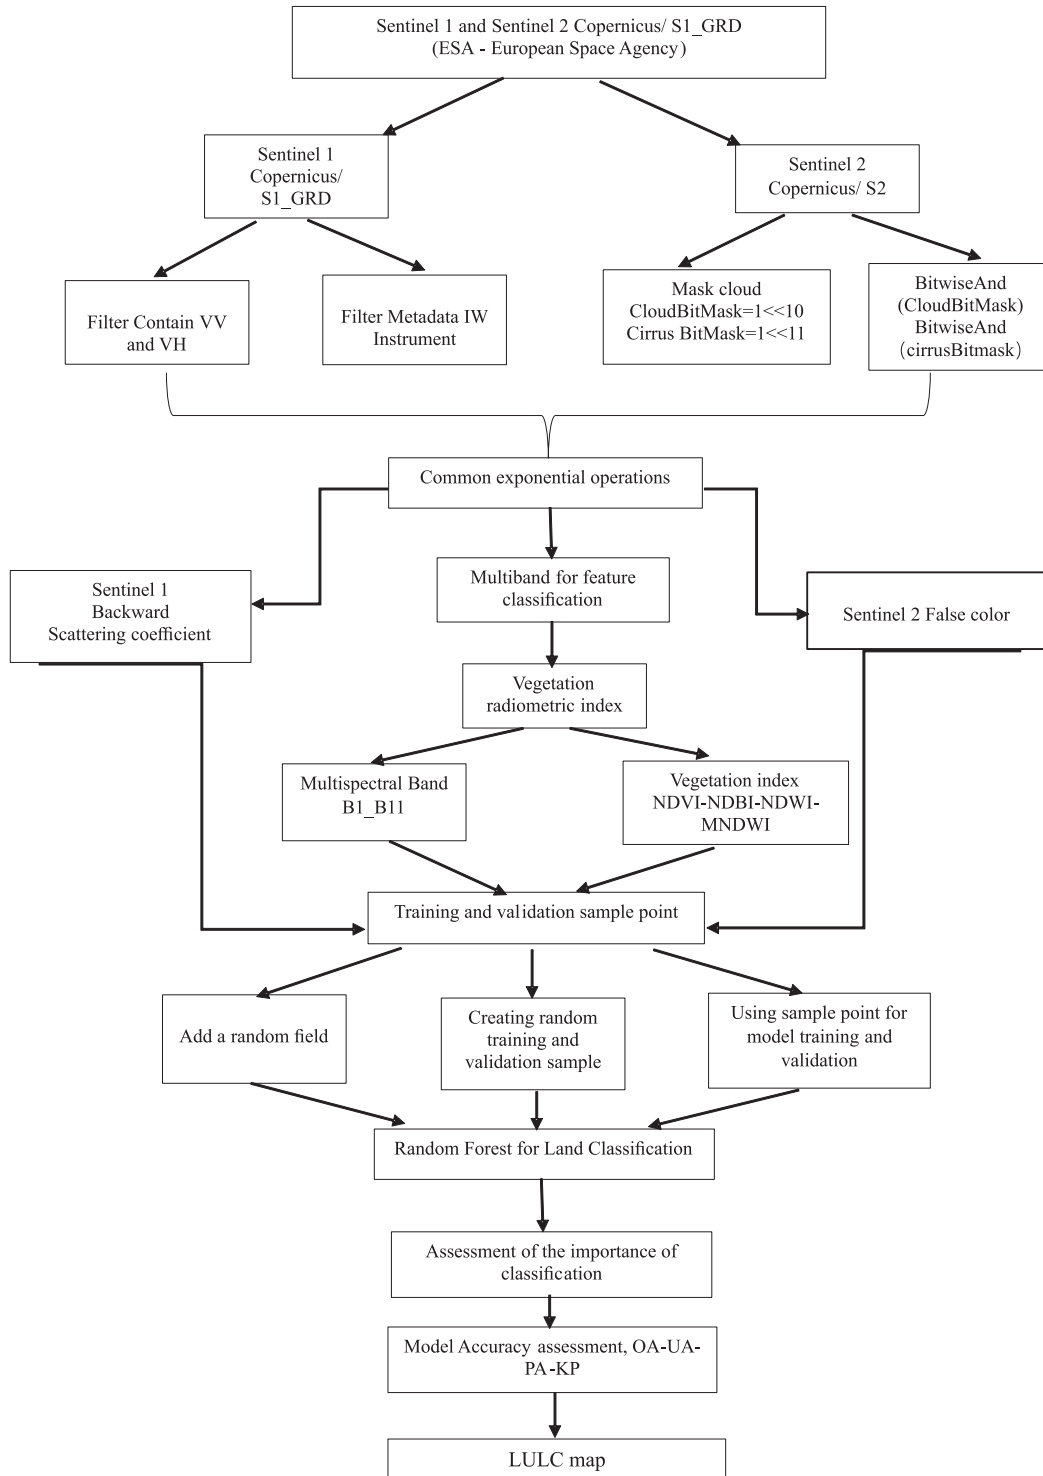 Sentinel 1 and Sentinel 2 Copernicus/ S1_GRD
(ESA - European Space Agency)
Sentinel 1
Copernicus/
S1_GRD
Sentinel 2
Copernicus/ S2
Filter Contain VV
and VH
Filter Metadata IW
Instrument
Mask cloud
CloudBitMask=1<<10
Cirrus BitMask=1<<11
BitwiseAnd
(CloudBitMask)
BitwiseAnd
(cirrusBitmask)
Common exponential operations
Sentinel 1
Backward
Scattering coefficient
Multiband for feature
classification
Sentinel 2 False color
Vegetation
radiometric index
Multispectral Band
B1_B11
Vegetation index
NDVI-NDBI-NDWI-
MNDWI
Training and validation sample point
Add a random field
Creating random
training and
validation sample
Using sample point for
model training and
validation
Random Forest for Land Classification
Assessment of the importance of
classification
Model Accuracy assessment, OA-UA-
PA-KP
LULC map